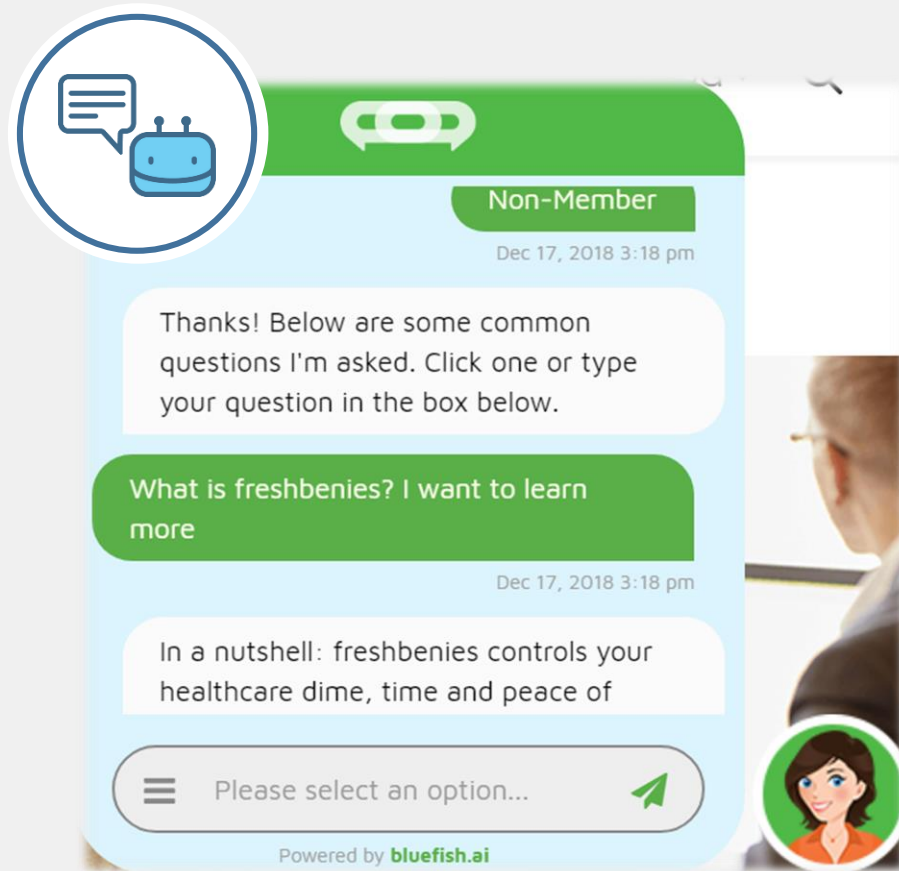 Non-Member
Dec 17, 2018 3:18 pm
Thanks! Below are some common
questions I'm asked. Click one or type
your question in the box below.
What is freshbenies? I want to learn
more
Dec 17, 2018 3:18 pm
In a nutshell: freshbenies controls your
healthcare dime, time and peace of
Please select an option...
Powered by bluefish.ai